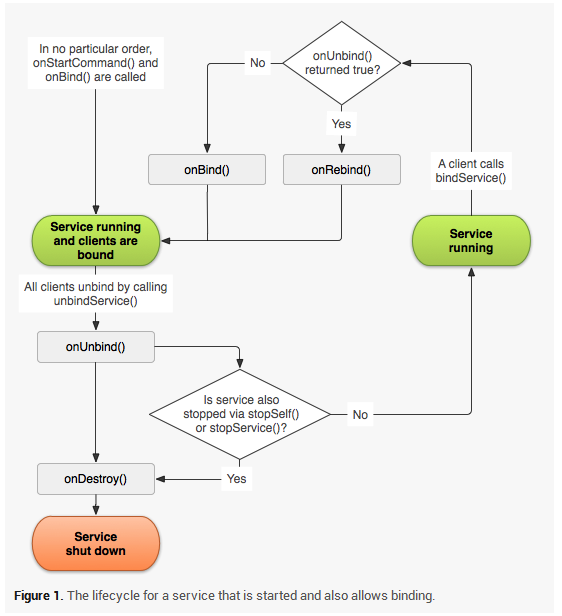 In no particular order,
onStartCommand() and
onBind() are called
onUnbind()
returned true?
No
Yes
onBind()
onRebind()
A client calls
bindService()
Service running
and clients are
bound
Service
running
All clients unbind by calling
unbindService()
onUnbind()
Is service also
stopped via stopSelf()
or stopService()?
No
Yes
onDestroy()
Service
shut down
Figure 1. The lifecycle for a service that is started and also allows binding.